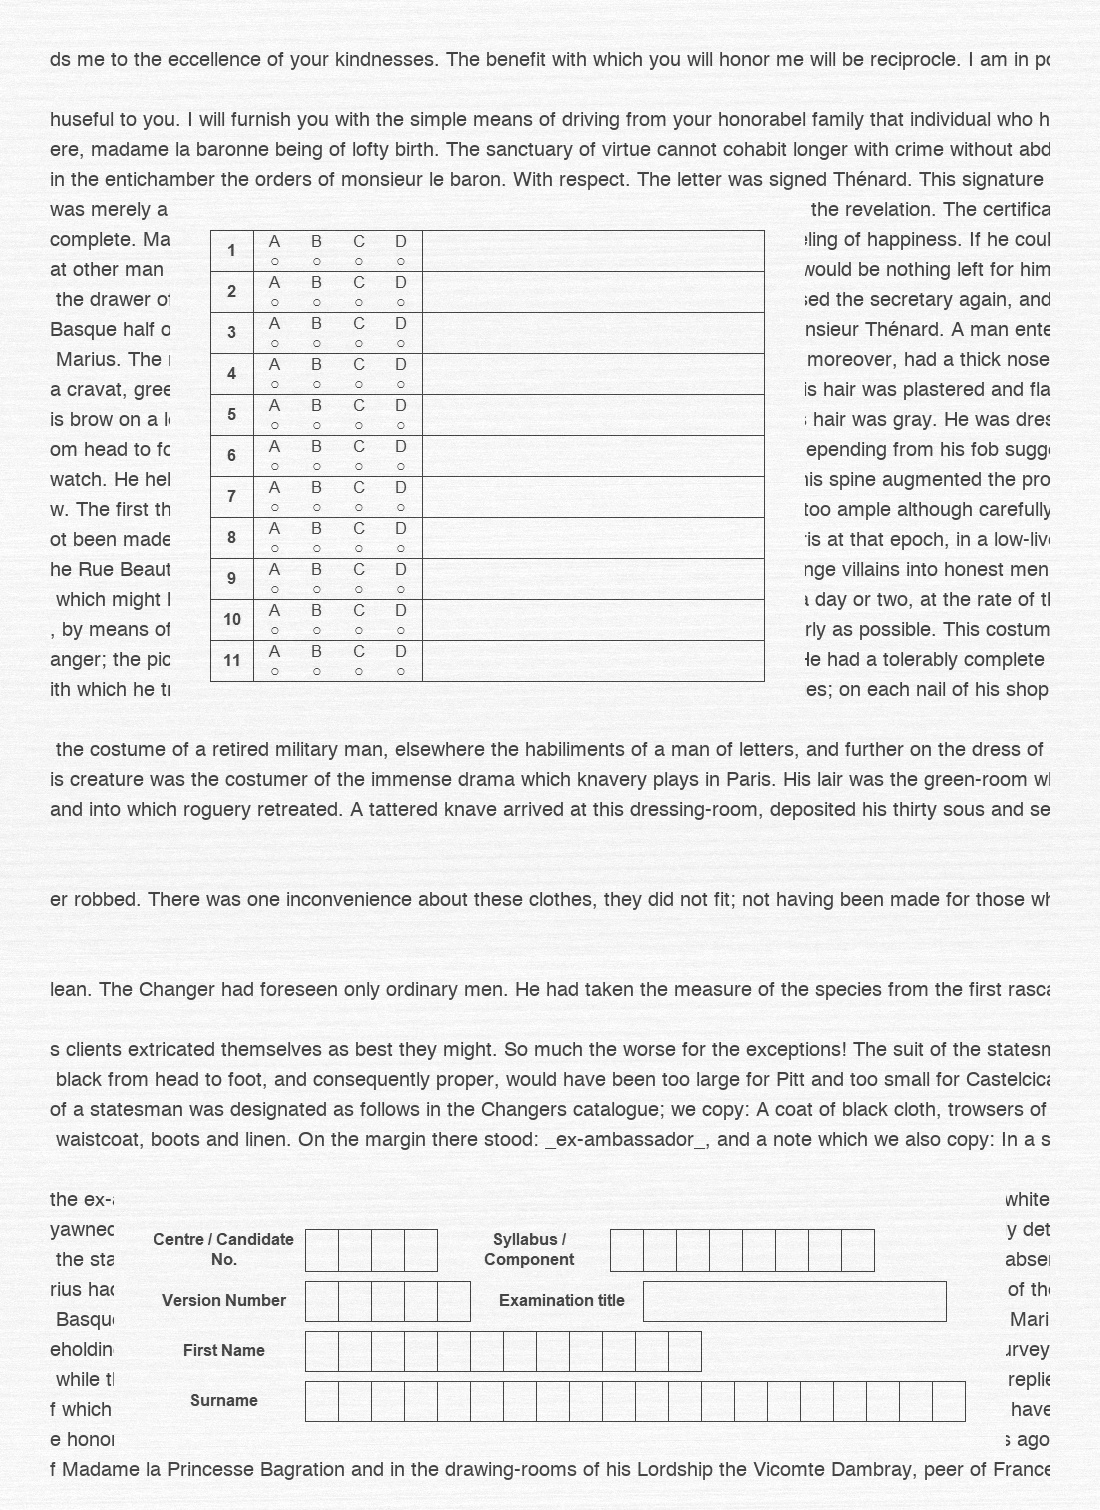 ds me to the eccellence of your kindnesses. The benefit with which you will honor me will be reciprocle. I am in
huseful to you. I will furnish you with the simple means of driving from your honorabel family that individual who h
ere, madame la baronne being of lofty birth. The sanctuary of virtue cannot cohabit longer with crime without abd
in the entichamber the orders of monsieur le baron. With respect. The letter was signed Thénard. This signature
was merely a the revelation. The certifica
complete. Ma ling of happiness. If he coul
at other man would be nothing left for him
the drawer of sed the secretary again, and
Basque half o nsieur Thénard. A man ente
Marius. The moreover, had a thick nose
a cravat, gree is hair was plastered and fla
is brow on a hair was gray. He was dres
om head to fo epending from his fob sugg
watch. He hel his spine augmented the pro
w. The first th too ample although carefully
ot been made ris at that epoch, in a low-liv
he Rue Beaut nge villains into honest men
which might a day or two, at the rate of
, by means of rly as possible. This costum
anger; the pic He had a tolerably complete
ith which he es; on each nail of his shop
1 A B C D
2 A B C D
3 A B C D
4 A B C D
5 A B C D
6 A B C D
7 A B C D
8 A B C D
9 A B C D
10 A B C D
11 A B C D
the costume of a retired military man, elsewhere the habiliments of a man of letters, and further on the dress of
is creature was the costumer of the immense drama which knavery plays in Paris. His lair was the green-room
and into which roguery retreated. A tattered knave arrived at this dressing-room, deposited his thirty sous and se
er robbed. There was one inconvenience about these clothes, they did not fit; not having been made for those
lean. The Changer had foreseen only ordinary men. He had taken the measure of the species from the first rasca
s clients extricated themselves as best they might. So much the worse for the exceptions! The suit of the statesm
black from head to foot, and consequently proper, would have been too large for Pitt and too small for Castelcica
of a statesman was designated as follows in the Changers catalogue; we copy: A coat of black cloth, trowsers of
waistcoat, boots and linen. On the margin there stood: _ex-ambassador_, and a note which we also copy: In a s
the ex- white
yawned y det
the sta absen
rius had of the
Basque Mari
eholdin urvey
while replie
f which have
e honor ago
Centre / Candidate No.
Syllabus / Component
Version Number
Examination title
First Name
Surname
f Madame la Princesse Bagration and in the drawing-rooms of his Lordship the Vicomte Dambray, peer of France